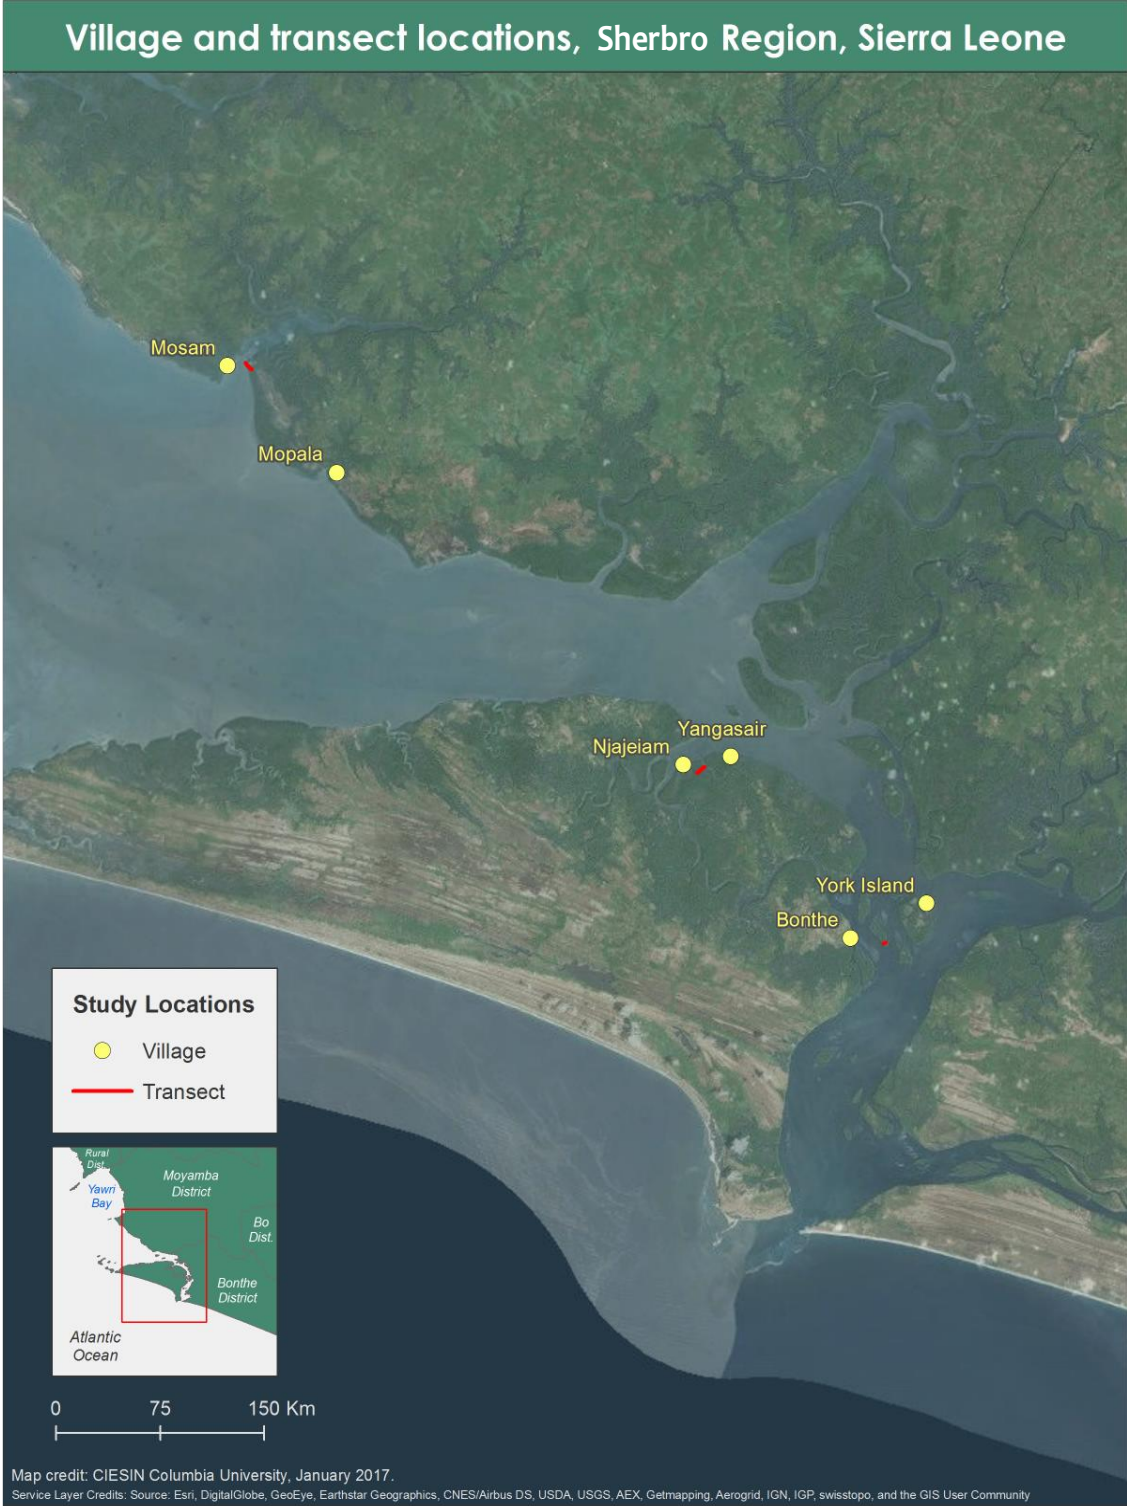 Village and transect locations, Sherbro Region, Sierra Leone
Mosam
Mopala
Yangasair
Njajeiam
York Island
Bonthe
Study Locations
Village
Transect
Rural
Dist.
Moyamba
District
Yawri
Bay
Bo
Dist.
Bonthe
District
Atlantic
Ocean
0 75 150 Km
Map credit: CIESIN Columbia University, January 2017.
Service Layer Credits: Source: Esri, DigitalGlobe, GeoEye, Earthstar Geographics, CNES/Airbus DS, USDA, USGS, AEX, Getmapping, Aerogrid, IGN, IGP, swisstopo, and the GIS User Community